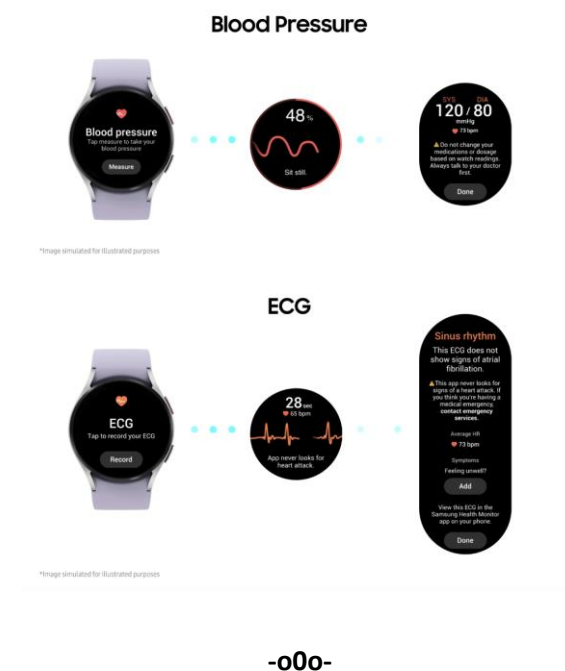 Blood Pressure
Blood pressure
Tap measure to take your
blood pressure
Measure
48%
Sit still.
SYS DIA
120/80
mmHg
73 bpm
Do not change your
medications or dosage
based on watch readings.
Always talk to your doctor
first.
Done
*Image simulated for illustrated purposes
ECG
ECG
Tap to record your ECG
Record
28 sec
65 bpm
App never looks for
heart attack.
Sinus rhythm
This ECG does not
show signs of atrial
fibrillation.
This app never looks for
signs of a heart attack. If
you think you're having a
medical emergency,
contact emergency
services.
Average HR
73 bpm
Symptoms
Feeling unwell?
Add
View this ECG in the
Samsung Health Monitor
app on your phone.
Done
*Image simulated for illustrated purposes
-o0o-